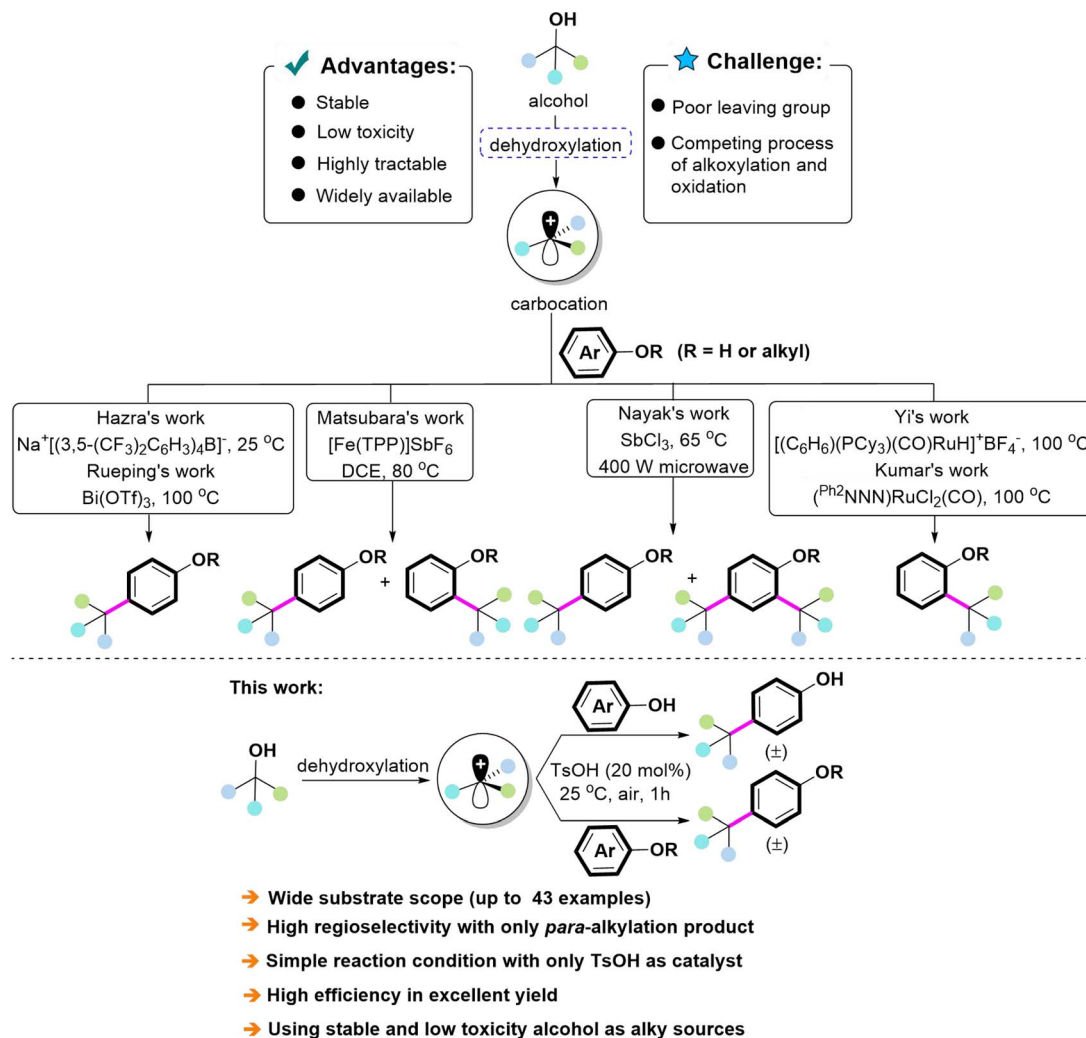 OH
Advantages:
Stable
Low toxicity
Highly tractable
Widely available
alcohol
dehydroxylation
Challenge:
Poor leaving group
Competing process
of alkoxylation and
oxidation
+
carbocation
Ar OR (R = H or alkyl)
Hazra's work
Na⁺[(3,5-(CF₃)₂C₆H₃)₄B]⁻, 25 °C
Rueping's work
Bi(OTf)₃, 100 °C
Matsubara's work
[Fe(TPP)]SbF₆
DCE, 80 °C
Nayak's work
SbCl₃, 65 °C
400 W microwave
Yi's work
[(C₆H₆)(PCy₃)(CO)RuH]⁺BF₄⁻, 100 °C
Kumar's work
(ᴾʰ²NNN)RuCl₂(CO), 100 °C
OR
OR
+
OR
OR
+
OR
OR
This work:
OH
dehydroxylation
+
Ar OH
TsOH (20 mol%)
25 °C, air, 1h
Ar OR
OH
(±)
OR
(±)
➔ Wide substrate scope (up to 43 examples)
➔ High regioselectivity with only para-alkylation product
➔ Simple reaction condition with only TsOH as catalyst
➔ High efficiency in excellent yield
➔ Using stable and low toxicity alcohol as alky sources